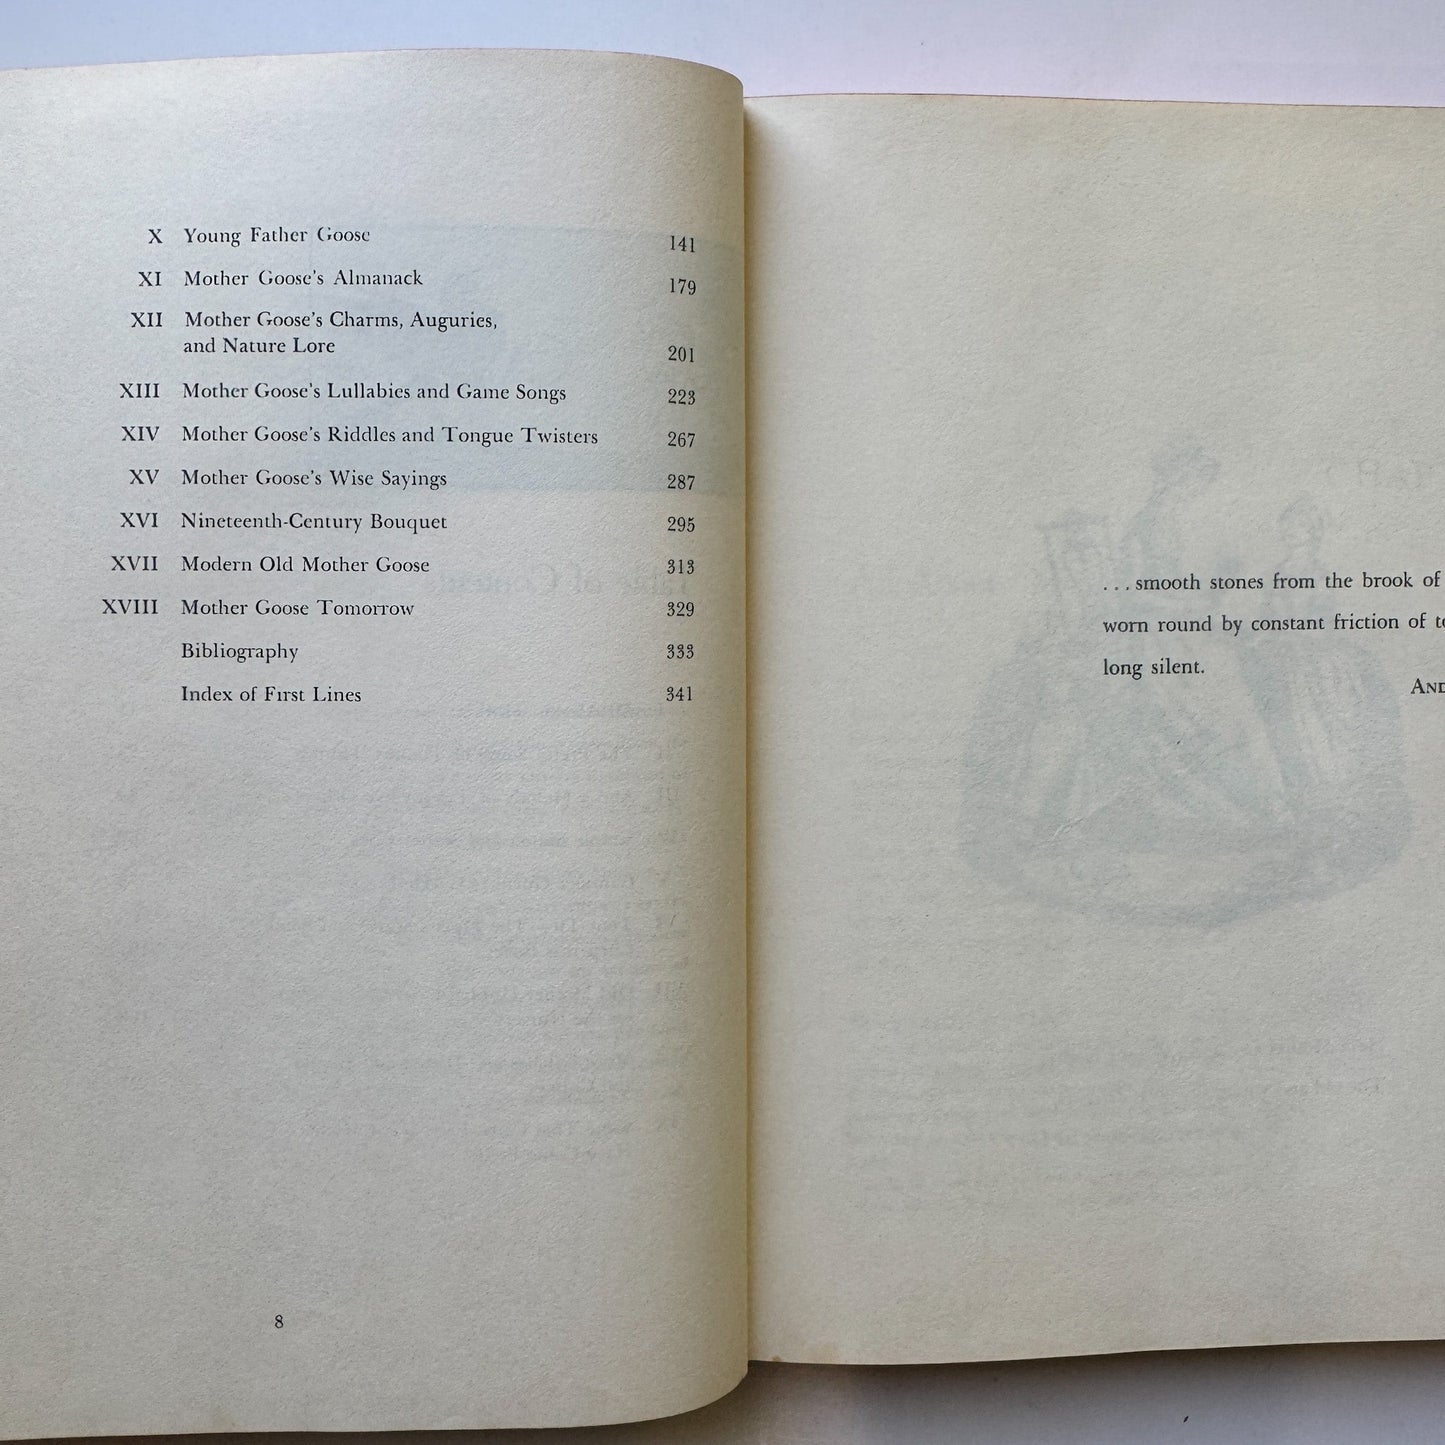 X Young Father Goose 141
XI Mother Goose's Almanack 179
XII Mother Goose's Charms, Auguries,
and Nature Lore 201
XIII Mother Goose's Lullabies and Game Songs 223
XIV Mother Goose's Riddles and Tongue Twisters 267
XV Mother Goose's Wise Sayings 287
XVI Nineteenth-Century Bouquet 295
XVII Modern Old Mother Goose 313
XVIII Mother Goose Tomorrow 329
Bibliography 333
Index of First Lines 341
8
...smooth stones from the brook of
worn round by constant friction of
long silent.